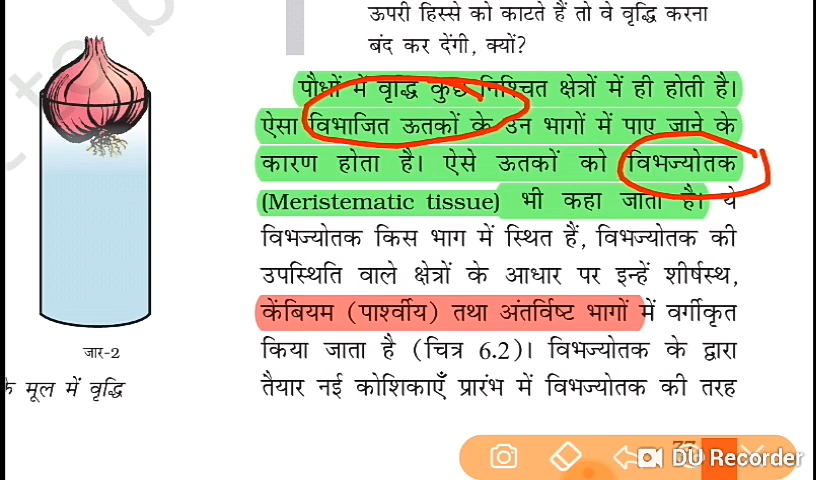 ऊपरी हिस्से को काटते हैं तो वे वृद्धि करना
बंद कर देंगी, क्यों?
पौधों में वृद्धि कुछ निश्चित क्षेत्रों में ही होती है।
ऐसा विभाजित ऊतकों के उन भागों में पाए जाने के
कारण होता है। ऐसे ऊतकों को विभज्योतक
(Meristematic tissue) भी कहा जाता है। ये
विभज्योतक किस भाग में स्थित हैं, विभज्योतक की
उपस्थिति वाले क्षेत्रों के आधार पर इन्हें शीर्षस्थ,
केंबियम (पार्श्वीय) तथा अंतर्विष्ट भागों में वर्गीकृत
किया जाता है (चित्र 6.2)। विभज्योतक के द्वारा
तैयार नई कोशिकाएँ प्रारंभ में विभज्योतक की तरह
जार-2
के मूल में वृद्धि
DU Recorder